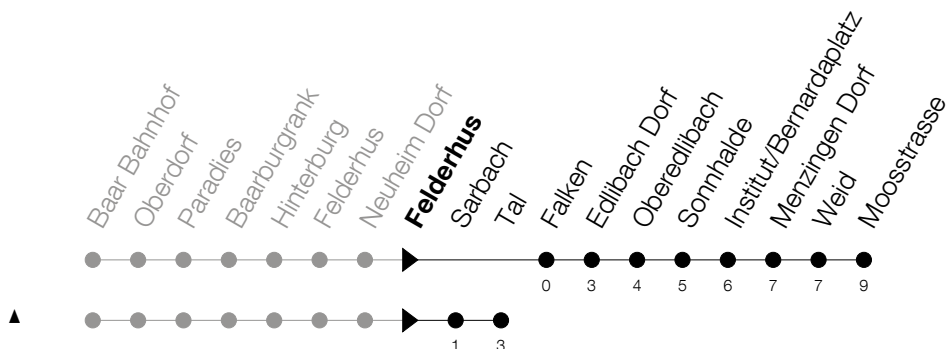 Baar Bahnhof
Oberdorf
Paradies
Baarburgrank
Hinterburg
Felderhus
Neuheim Dorf
Felderhus
Sarbach
Tal
Falken
Edlibach Dorf
Oberedlibach
Sonnhalde
Institut/Bernardaplatz
Menzingen Dorf
Weid
Moosstrasse
0 3 4 5 6 7 7 9
1 3